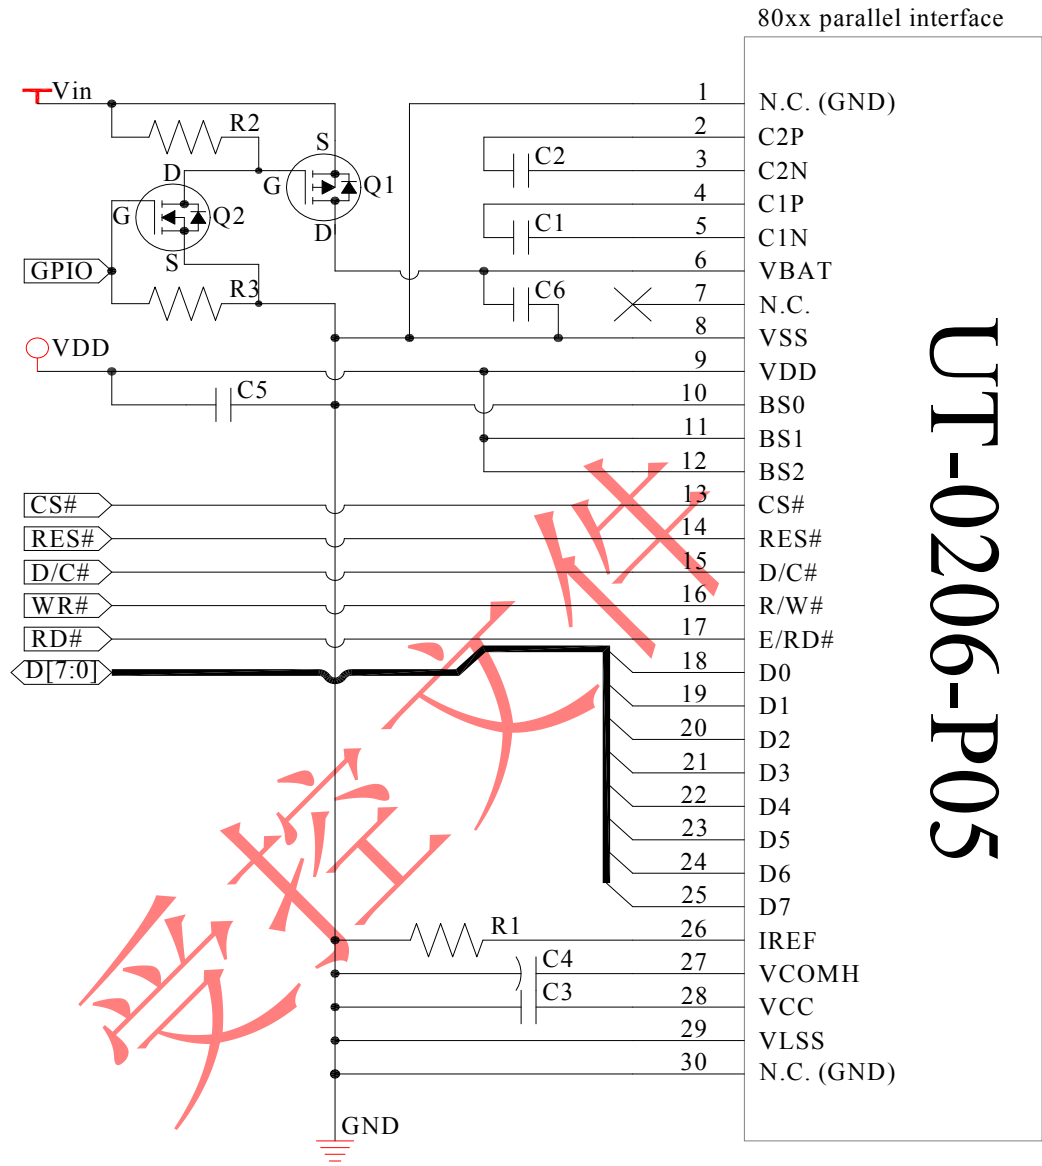 80xx parallel interface
Vin
R2
S
G
Q1
D
D
G
Q2
S
GPIO
R3
VDD
C5
C2
C1
C6
1 N.C. (GND)
2 C2P
3 C2N
4 C1P
5 C1N
6 VBAT
7 N.C.
8 VSS
9 VDD
10 BS0
11 BS1
12 BS2
CS# 13 CS#
RES# 14 RES#
D/C# 15 D/C#
WR# 16 R/W#
RD# 17 E/RD#
D[7:0] 18 D0
19 D1
20 D2
21 D3
22 D4
23 D5
24 D6
25 D7
R1 26 IREF
C4 27 VCOMH
C3 28 VCC
29 VLSS
30 N.C. (GND)
GND
UT-0206-P05
受控文件